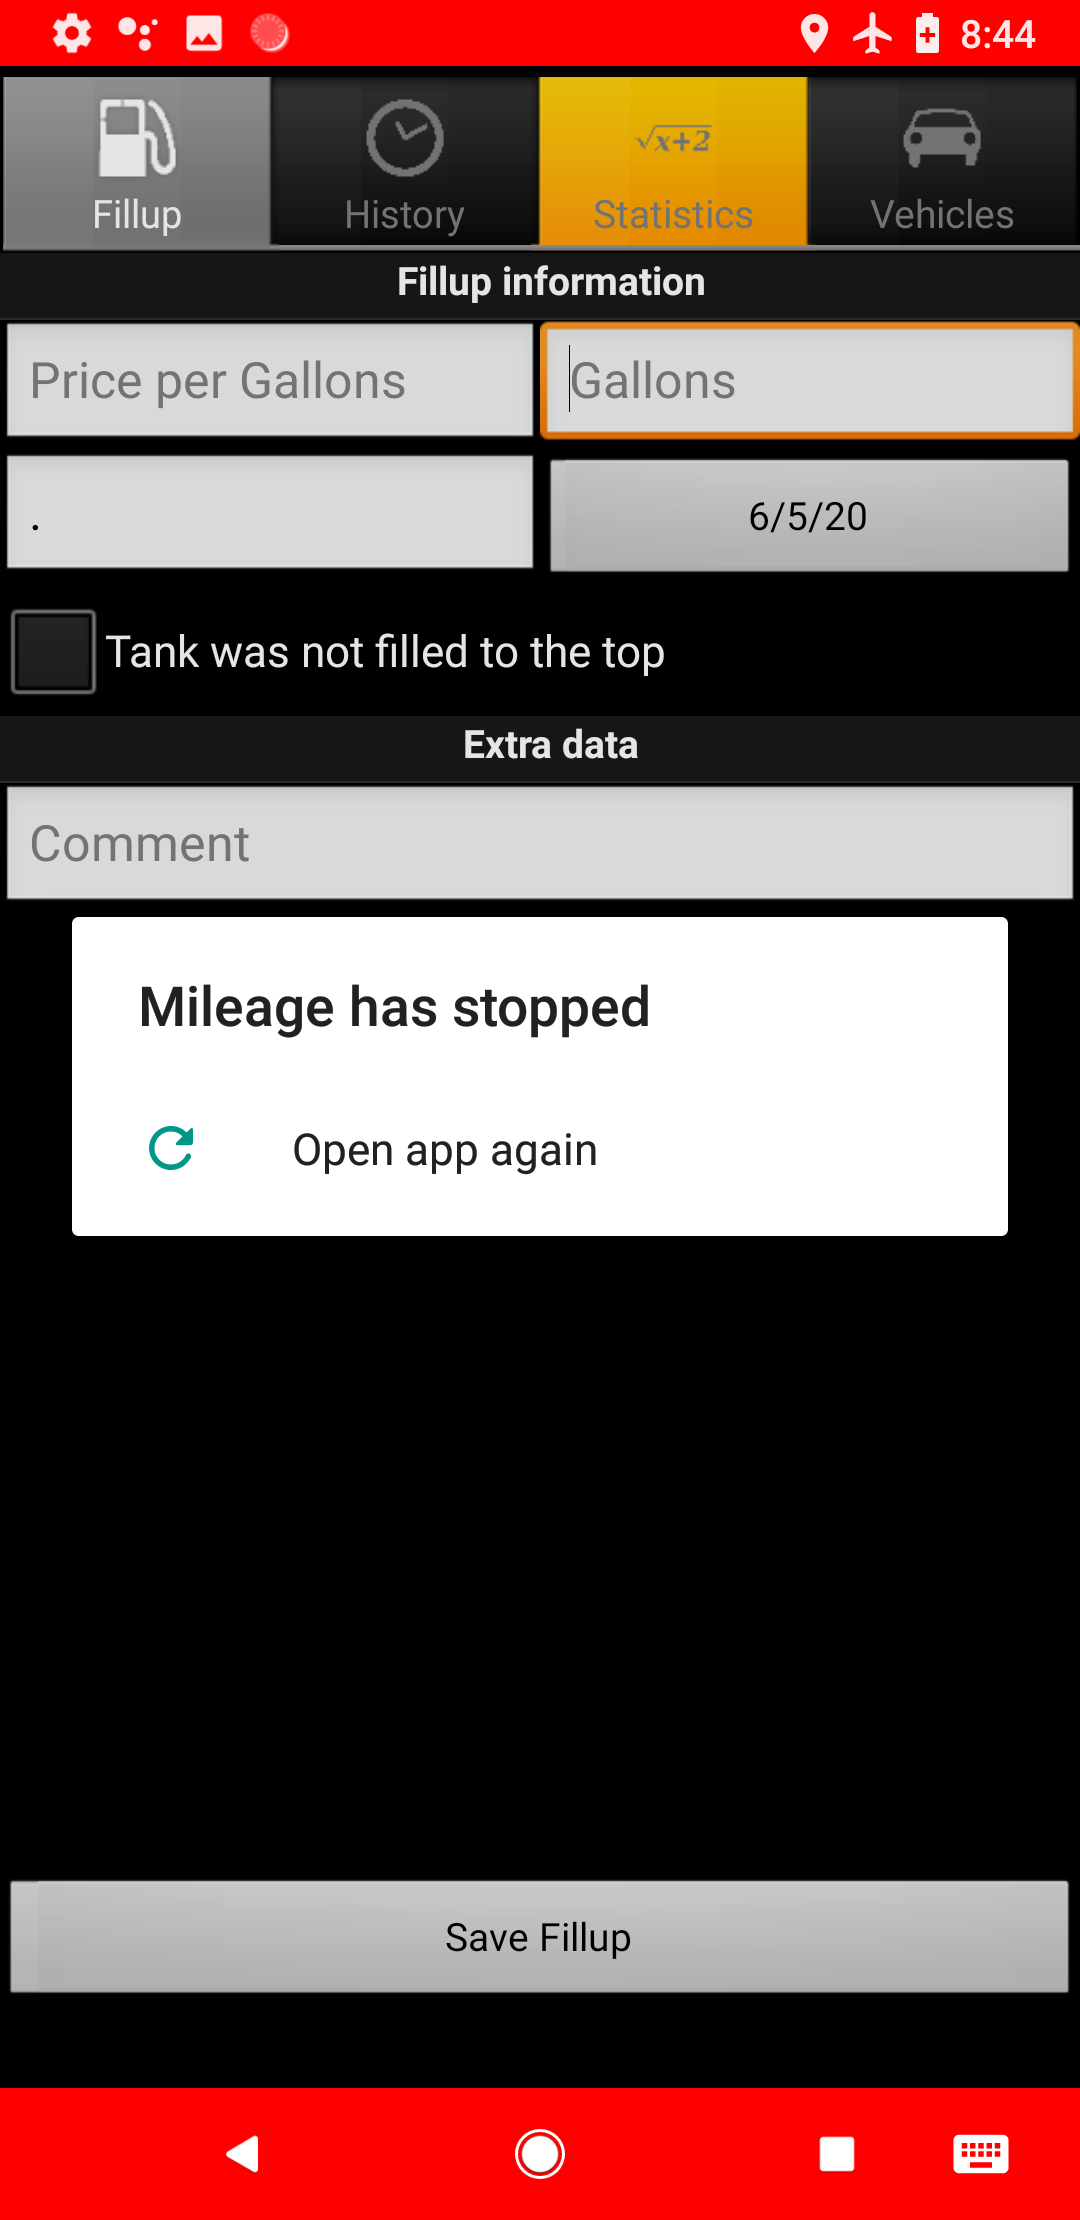 8:44
Fillup
History
√x+2
Statistics
Vehicles
Fillup information
Price per Gallons
Gallons
.
6/5/20
Tank was not filled to the top
Extra data
Comment
Mileage has stopped
Open app again
Save Fillup